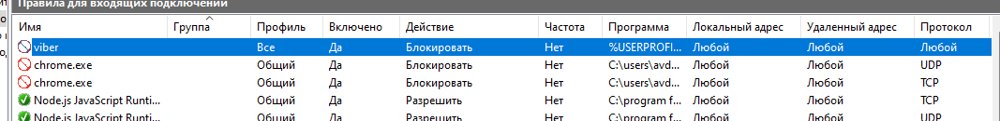 Правила для входящих подключений
Имя Группа Профиль Включено Действие Частота Программа Локальный адрес Удаленный адрес Протокол
viber Все Да Блокировать Нет %USERPROFI... Любой Любой Любой
chrome.exe Общий Да Блокировать Нет C:\users\avd... Любой Любой UDP
chrome.exe Общий Да Блокировать Нет C:\users\avd... Любой Любой TCP
Node.js JavaScript Runti... Общий Да Разрешить Нет C:\program f... Любой Любой TCP
Node.js JavaScript Runti... Общий Да Разрешить Нет C:\program f... Любой Любой UDP